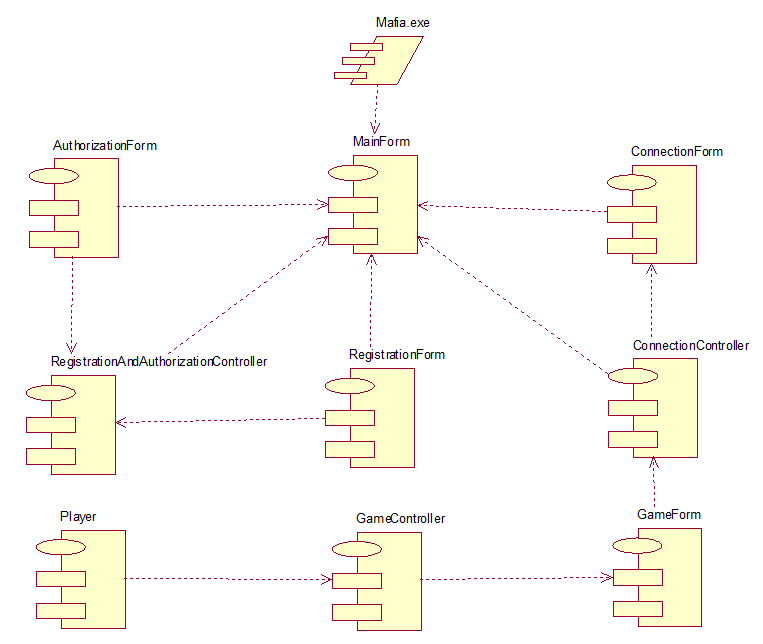 Mafia.exe
AuthorizationForm
MainForm
ConnectionForm
RegistrationAndAuthorizationController
RegistrationForm
ConnectionController
Player
GameController
GameForm